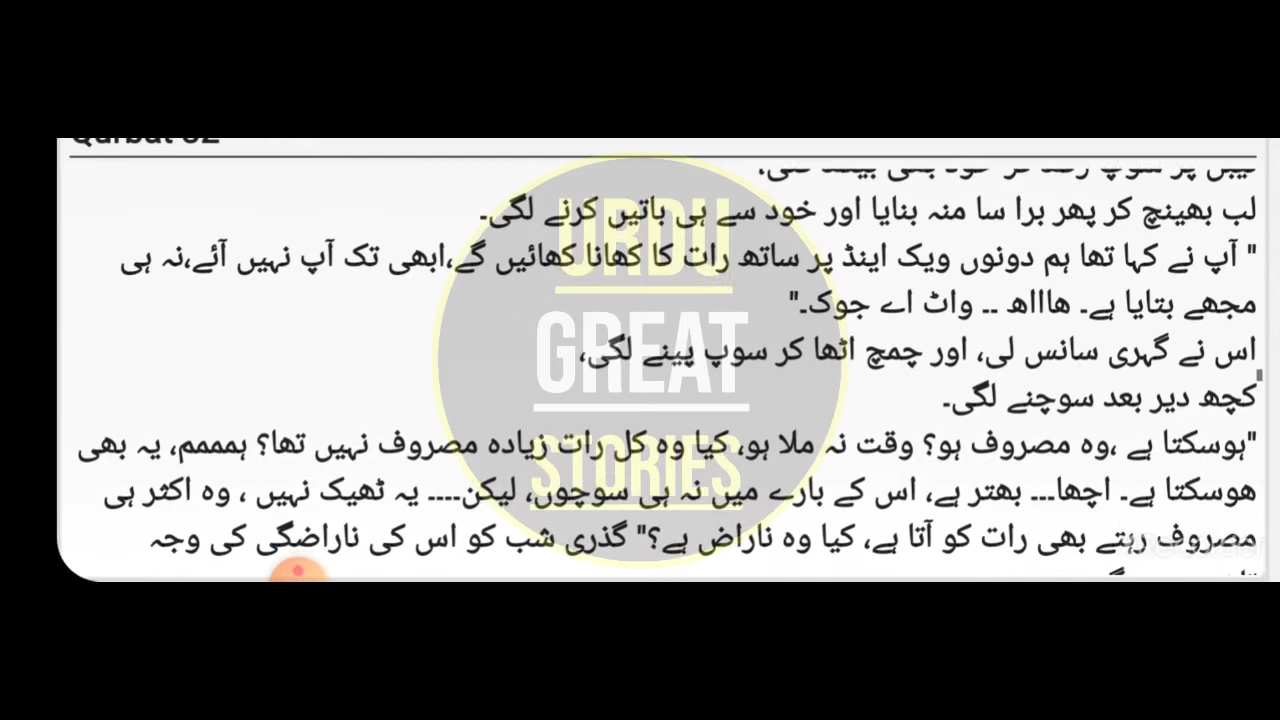 لب بھینچ کر پھر برا سا منہ بنایا اور خود سے ہی باتیں کرنے لگی۔
" آپ نے کہا تھا ہم دونوں ویک اینڈ پر ساتھ رات کا کھانا کھائیں گے،ابھی تک آپ نہیں آئے،نہ ہی
مجھے بتایا ہے۔ ھاااھ -- واٹ اے جوک۔"
اس نے گہری سانس لی، اور چمچ اٹھا کر سوپ پینے لگی،
کچھ دیر بعد سوچنے لگی۔
"ہوسکتا ہے ،وہ مصروف ہو؟ وقت نہ ملا ہو، کیا وہ کل رات زیادہ مصروف نہیں تھا؟ ہمممم، یہ بھی
ھوسکتا ہے۔ اچھا--- بھتر ہے، اس کے بارے میں نہ ہی سوچوں، لیکن---- یہ ٹھیک نہیں ، وہ اکثر ہی
مصروف رہتے بھی رات کو آتا ہے، کیا وہ ناراض ہے؟" گذری شب کو اس کی ناراضگی کی وجہ
URDU
GREAT
STORIES